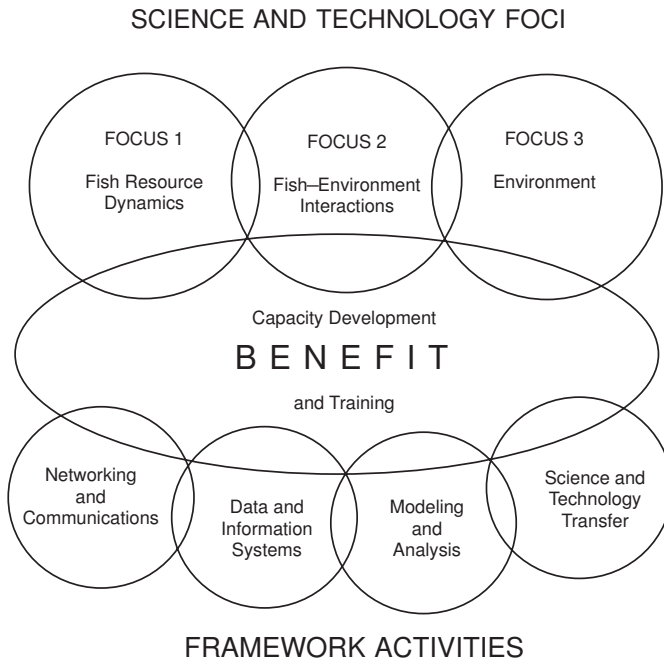 SCIENCE AND TECHNOLOGY FOCI
FOCUS 1
Fish Resource
Dynamics
FOCUS 2
Fish–Environment
Interactions
FOCUS 3
Environment
Capacity Development
B E N E F I T
and Training
Networking
and
Communications
Data and
Information
Systems
Modeling
and
Analysis
Science and
Technology
Transfer
FRAMEWORK ACTIVITIES